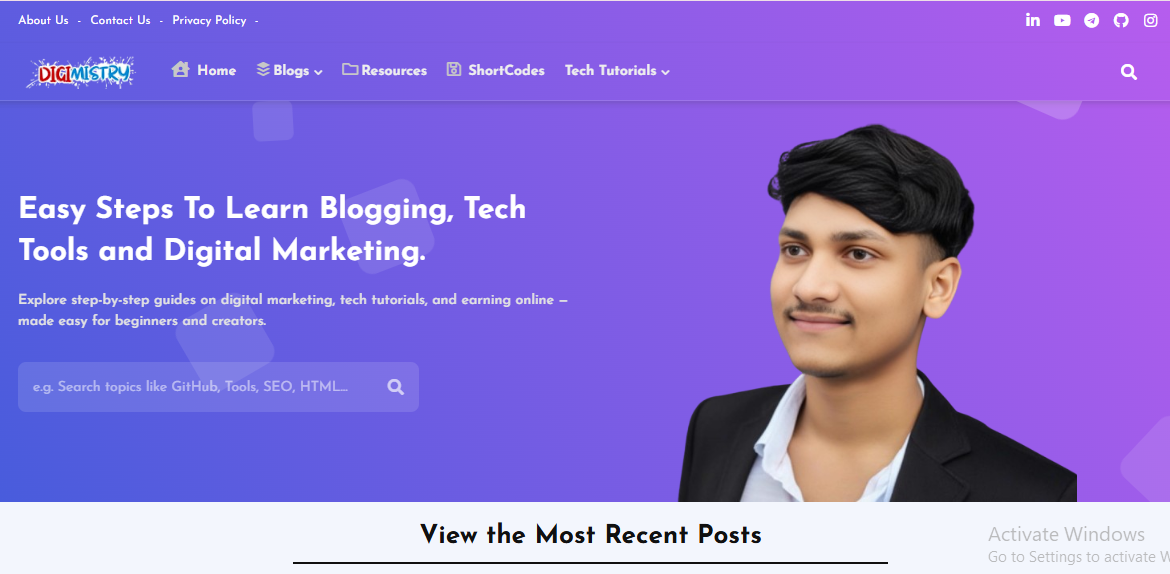 About Us - Contact Us - Privacy Policy -
DIGIMISTRY Home Blogs Resources ShortCodes Tech Tutorials
Easy Steps To Learn Blogging, Tech
Tools and Digital Marketing.
Explore step-by-step guides on digital marketing, tech tutorials, and earning online –
made easy for beginners and creators.
e.g. Search topics like GitHub, Tools, SEO, HTML...
View the Most Recent Posts
Activate Windows
Go to Settings to activate W